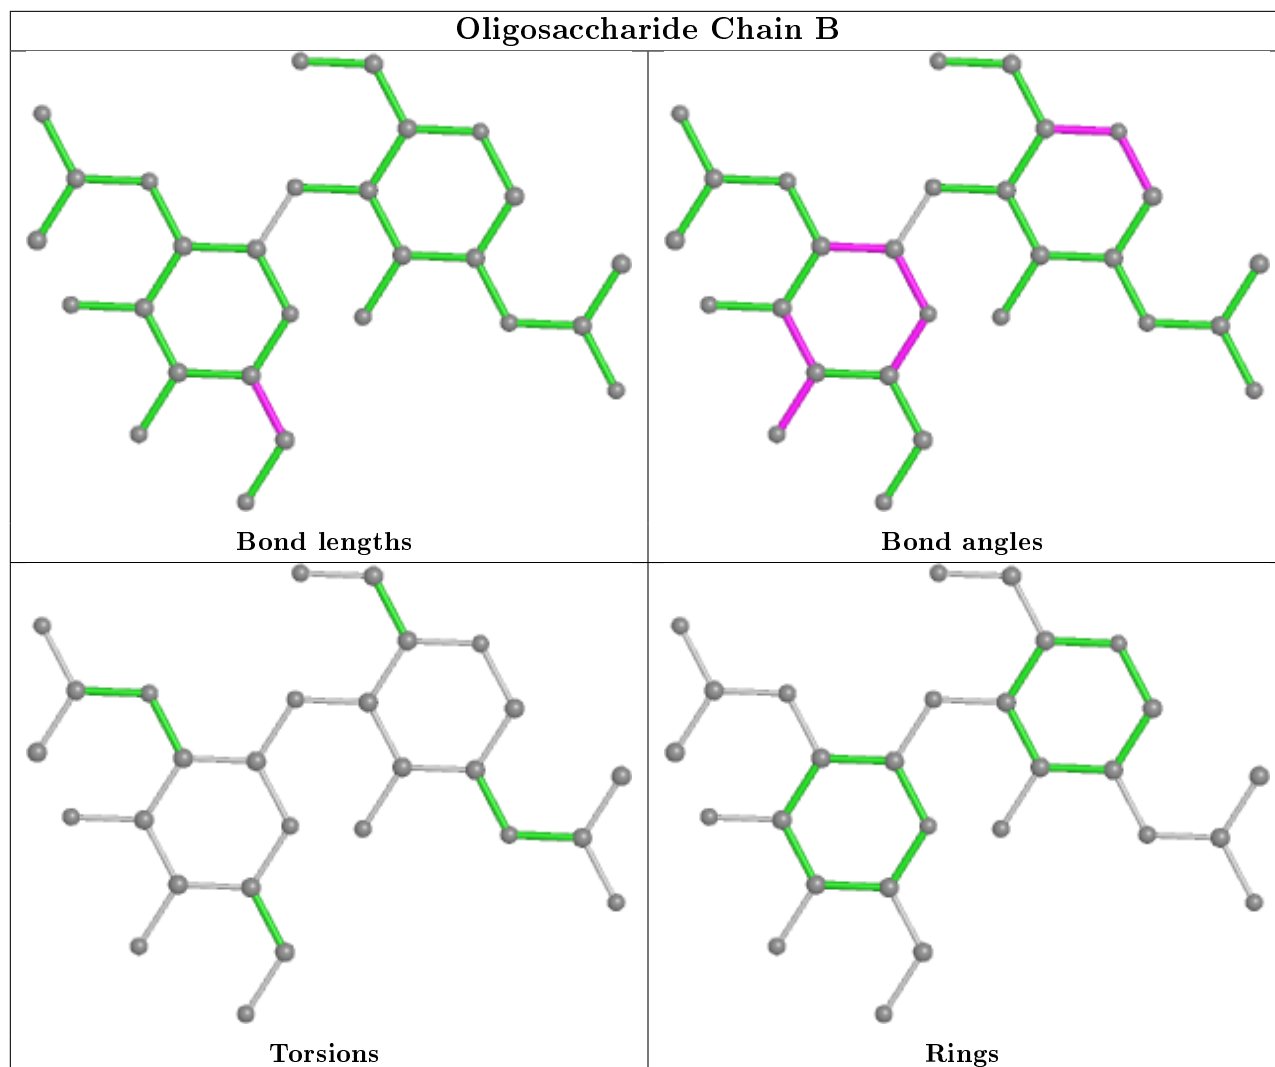 Oligosaccharide Chain B
Bond lengths
Bond angles
Torsions
Rings